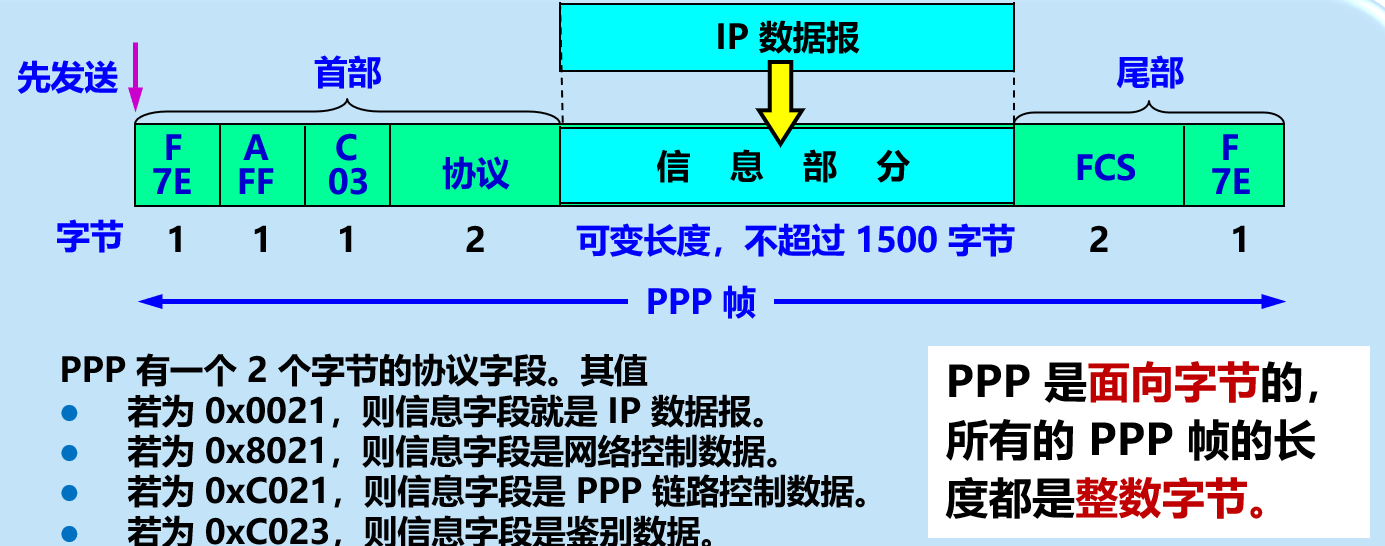 IP 数据报
先发送
首部
尾部
F
7E
A
FF
C
03
协议
信 息 部 分
FCS
F
7E
字节 1 1 1 2 可变长度，不超过 1500 字节 2 1
PPP 帧
PPP 有一个 2 个字节的协议字段。其值
● 若为 0x0021，则信息字段就是 IP 数据报。
● 若为 0x8021，则信息字段是网络控制数据。
● 若为 0xC021，则信息字段是 PPP 链路控制数据。
● 若为 0xC023，则信息字段是鉴别数据。
PPP 是面向字节的，
所有的 PPP 帧的长
度都是整数字节。